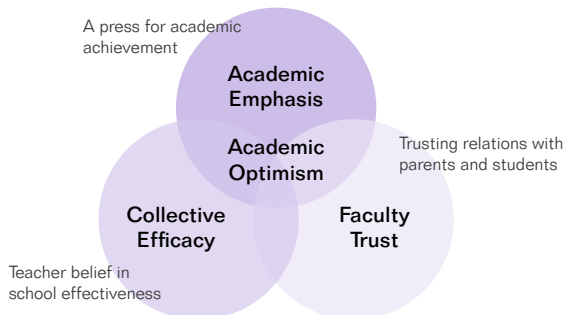 A press for academic
achievement
Academic
Emphasis
Academic
Optimism
Trusting relations with
parents and students
Collective
Efficacy
Faculty
Trust
Teacher belief in
school effectiveness